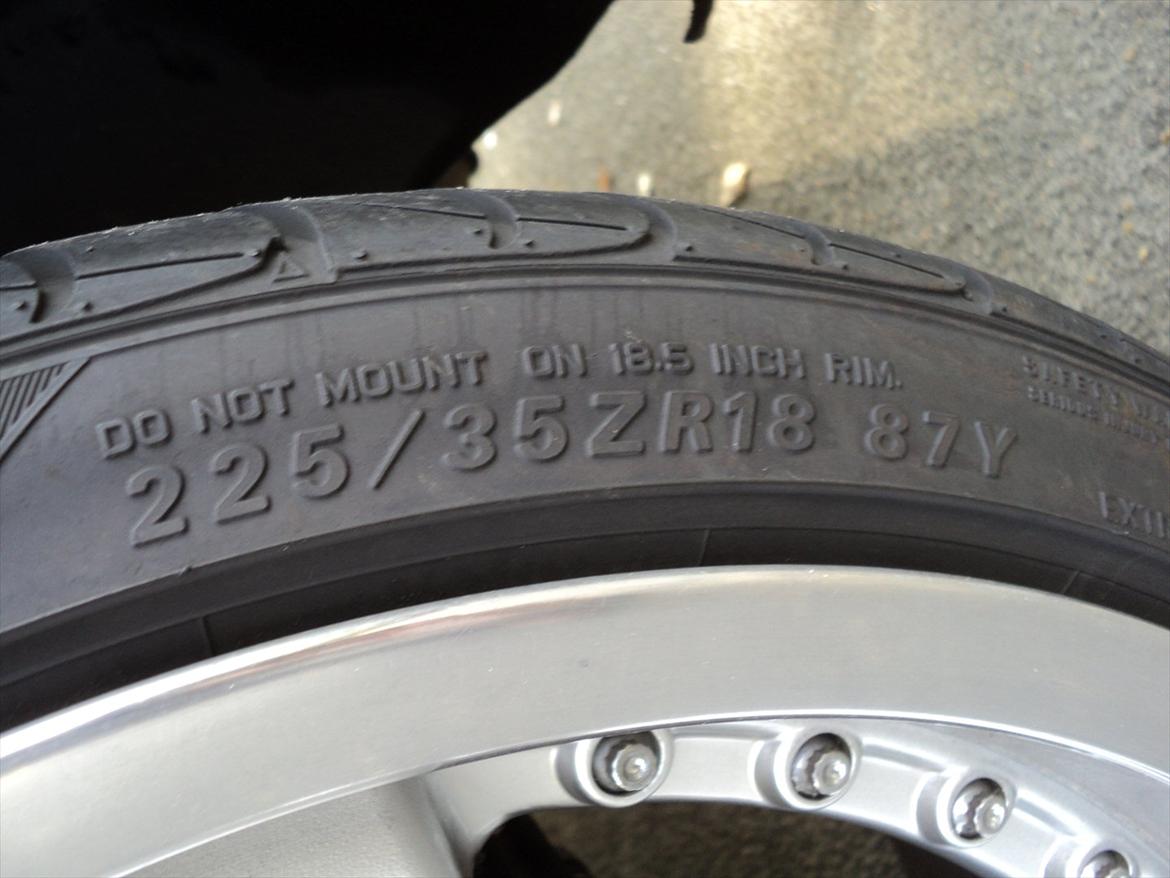 DO NOT MOUNT ON 18.5 INCH RIM.
225/35ZR18 87Y